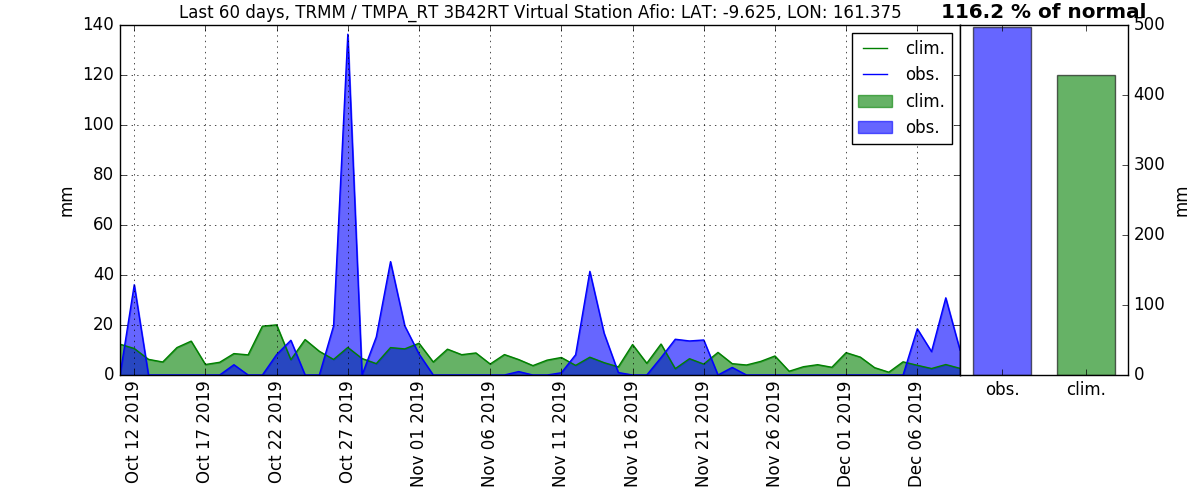 Last 60 days, TRMM / TMPA_RT 3B42RT Virtual Station Afio: LAT: -9.625, LON: 161.375
116.2 % of normal
140
120
100
80
60
40
20
0
mm
clim.
obs.
clim.
obs.
500
400
300
200
100
0
mm
Oct 12 2019
Oct 17 2019
Oct 22 2019
Oct 27 2019
Nov 01 2019
Nov 06 2019
Nov 11 2019
Nov 16 2019
Nov 21 2019
Nov 26 2019
Dec 01 2019
Dec 06 2019
obs.
clim.